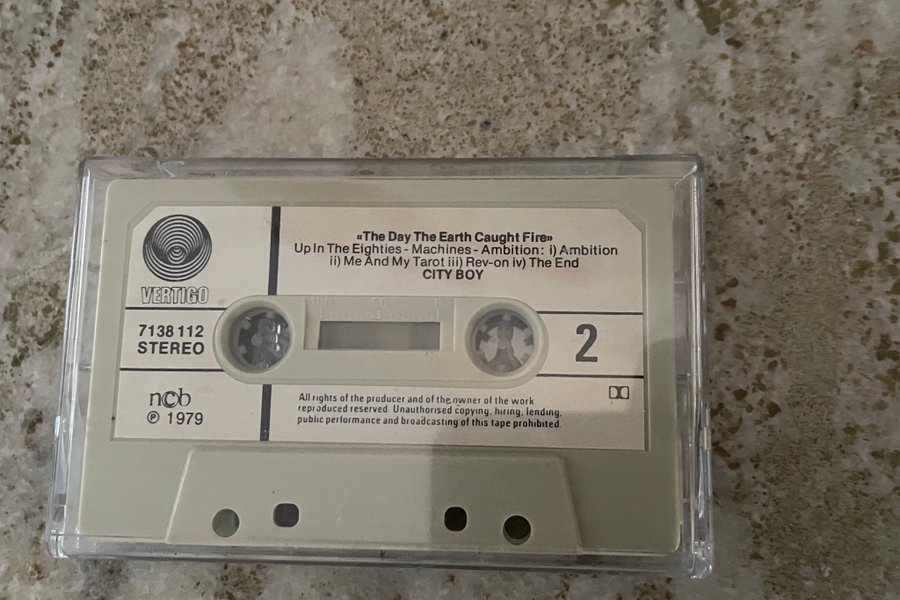 «The Day The Earth Caught Fire»
Up In The Eighties - Machines - Ambition: i) Ambition
ii) Me And My Tarot iii) Rev-on iv) The End
CITY BOY
VERTIGO
7138 112
STEREO
2
ncb
℗ 1979
All rights of the producer and of the owner of the work
reproduced reserved. Unauthorised copying, hiring, lending,
public performance and broadcasting of this tape prohibited.
100 50 0